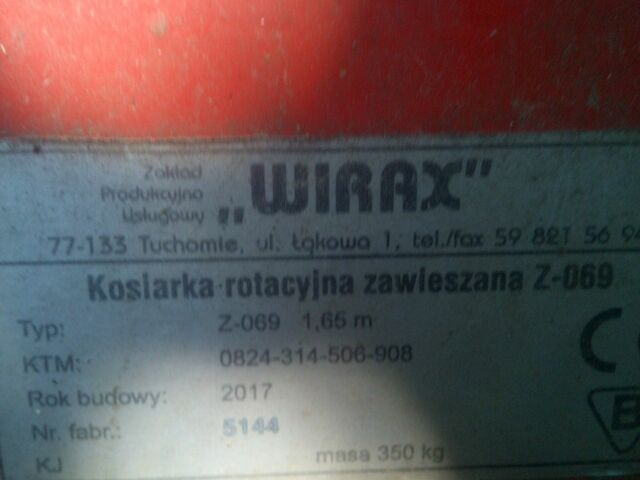 Zakład
Produkcyjno
Usługowy
„WIRAX”
77-133 Tuchomie, ul. Łąkowa 1, tel./fax 59 821 56 94
Kosiarka rotacyjna zawieszana Z-069
Typ: Z-069 1,65 m
KTM: 0824-314-506-908
Rok budowy: 2017
Nr. fabr.: 5144
KJ masa 350 kg
CE
B